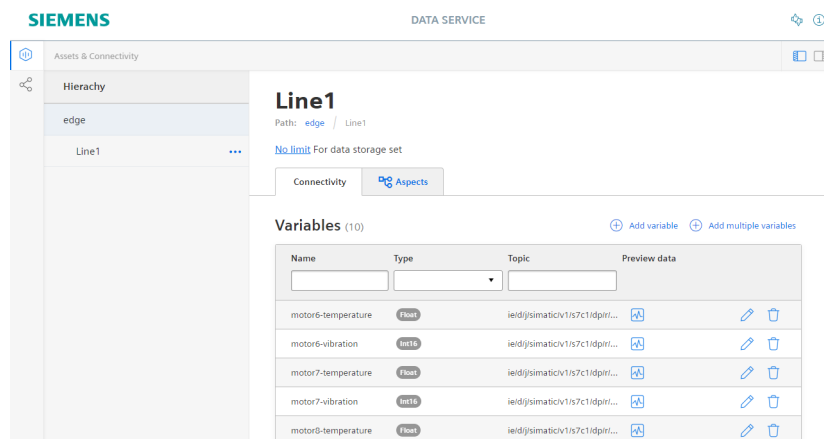 SIEMENS
DATA SERVICE
Assets & Connectivity
Hierachy
edge
Line1
Line1
Path: edge / Line1
No limit For data storage set
Connectivity
Aspects
Variables (10)
Add variable
Add multiple variables
Name Type Topic Preview data
motor6-temperature Float ie/d/j/simatic/v1/s7c1/dp/r/...
motor6-vibration Int16 ie/d/j/simatic/v1/s7c1/dp/r/...
motor7-temperature Float ie/d/j/simatic/v1/s7c1/dp/r/...
motor7-vibration Int16 ie/d/j/simatic/v1/s7c1/dp/r/...
motor8-temperature Float ie/d/j/simatic/v1/s7c1/dp/r/...